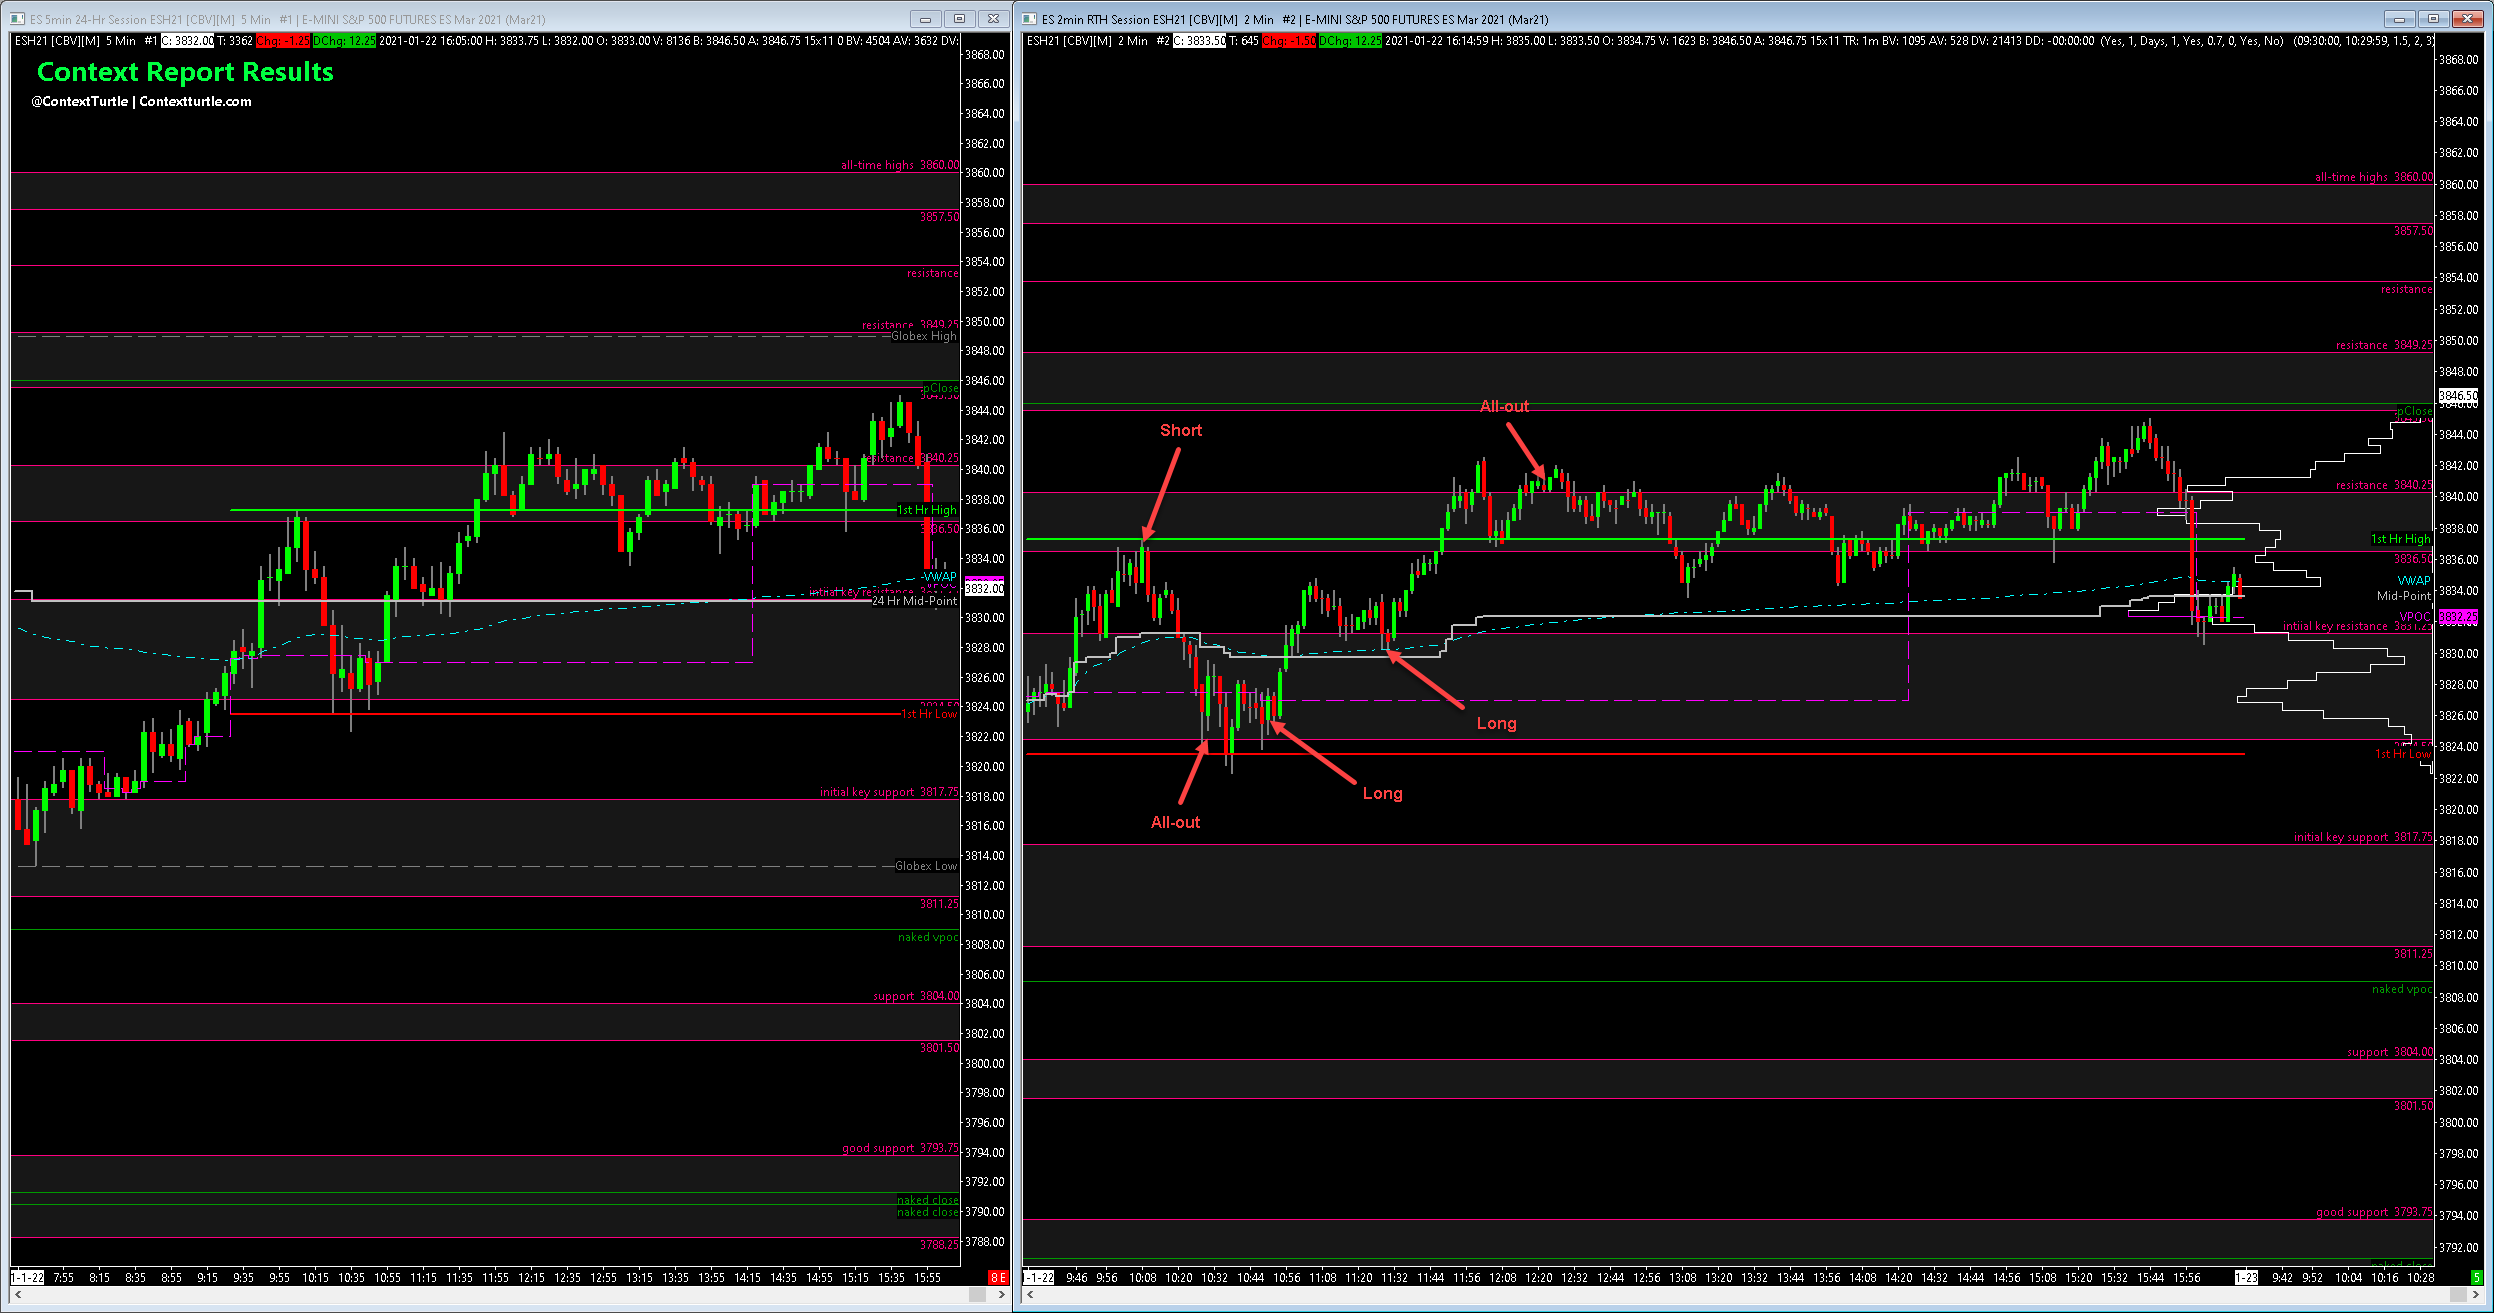 ES 5min 24-Hr Session ESH21 [CBV][M] 5 Min #1 | E-MINI S&P 500 FUTURES ES Mar 2021 (Mar21)
ESH21 [CBV][M] 5 Min #1 C: 3832.00 T: 3362 Chg: -1.25 DChg: 12.25 2021-01-22 16:05:00 H: 3833.75 L: 3832.00 O: 3833.00 V: 8136 B: 3846.50 A: 3846.75 15x11 0 BV: 4504 AV: 3632 DV:
Context Report Results
@ContextTurtle | Contextturtle.com
all-time highs 3860.00
3857.50
resistance
resistance 3849.25
Globex High
pClose
resistance 3840.25
1st Hr High
3836.50
VWAP
24 Hr Mid-Point
1st Hr Low
initial key support 3817.75
Globex Low
3811.25
naked vpoc
support 3804.00
3801.50
good support 3793.75
naked close
naked close
3788.25
3868.00
3866.00
3864.00
3862.00
3860.00
3858.00
3856.00
3854.00
3852.00
3850.00
3848.00
3846.00
3844.00
3842.00
3840.00
3838.00
3836.00
3834.00
3832.00
3830.00
3828.00
3826.00
3824.00
3822.00
3820.00
3818.00
3816.00
3814.00
3812.00
3810.00
3808.00
3806.00
3804.00
3802.00
3800.00
3798.00
3796.00
3794.00
3792.00
3790.00
3788.00
1-1-22 7:55 8:15 8:35 8:55 9:15 9:35 9:55 10:15 10:35 10:55 11:15 11:35 11:55 12:15 12:35 12:55 13:15 13:35 13:55 14:15 14:35 14:55 15:15 15:35 15:55 8 E
ES 2min RTH Session ESH21 [CBV][M] 2 Min #2 | E-MINI S&P 500 FUTURES ES Mar 2021 (Mar21)
ESH21 [CBV][M] 2 Min #2 C: 3833.50 T: 645 Chg: -1.50 DChg: 12.25 2021-01-22 16:14:59 H: 3835.00 L: 3833.50 O: 3834.75 V: 1623 B: 3846.50 A: 3846.75 15x11 TR: 1m BV: 1095 AV: 528 DV: 21413 DD: -00:00:00 (Yes, 1, Days, 1, Yes, 0.7, 0, Yes, No) (09:30:00, 10:29:59, 1.5, 2, 3)
all-time highs 3860.00
3857.50
resistance
resistance 3849.25
pClose
All-out
Short
resistance 3840.25
1st Hr High
3836.50
VWAP
Mid-Point
VPOC
intiial key resistance 3831.25
Long
1st Hr Low
Long
All-out
initial key support 3817.75
3811.25
naked vpoc
support 3804.00
3801.50
good support 3793.75
3868.00
3866.00
3864.00
3862.00
3860.00
3858.00
3856.00
3854.00
3852.00
3850.00
3848.00
3846.50
3844.00
3842.00
3840.00
3838.00
3836.00
3834.00
3832.25
3830.00
3828.00
3826.00
3824.00
3822.00
3820.00
3818.00
3816.00
3814.00
3812.00
3810.00
3808.00
3806.00
3804.00
3802.00
3800.00
3798.00
3796.00
3794.00
3792.00
-1-22 9:46 9:56 10:08 10:20 10:32 10:44 10:56 11:08 11:20 11:32 11:44 11:56 12:08 12:20 12:32 12:44 12:56 13:08 13:20 13:32 13:44 13:56 14:08 14:20 14:32 14:44 14:56 15:08 15:20 15:32 15:44 15:56 1-23 9:42 9:52 10:04 10:16 10:28 5